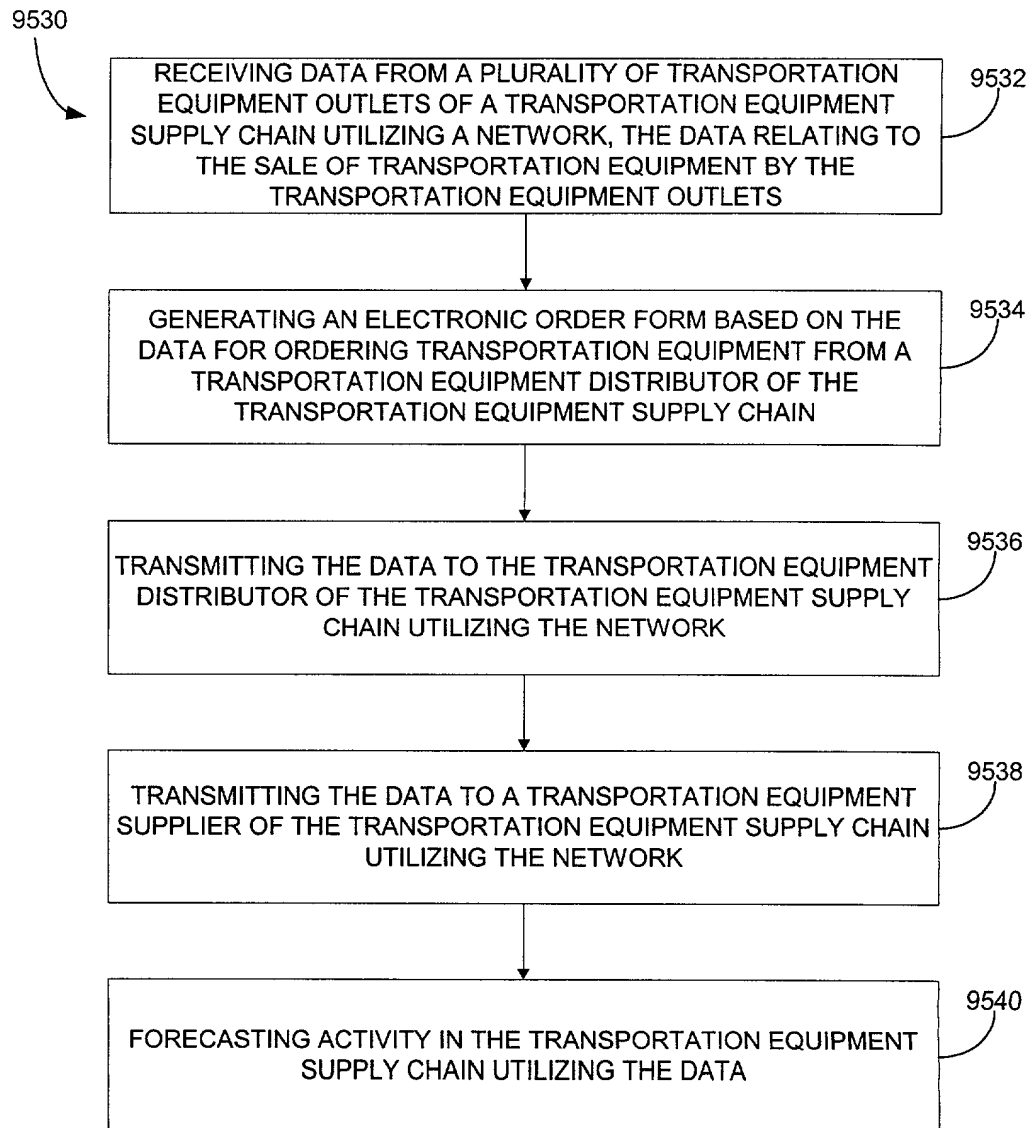 9530
RECEIVING DATA FROM A PLURALITY OF TRANSPORTATION
EQUIPMENT OUTLETS OF A TRANSPORTATION EQUIPMENT
SUPPLY CHAIN UTILIZING A NETWORK, THE DATA RELATING TO
THE SALE OF TRANSPORTATION EQUIPMENT BY THE
TRANSPORTATION EQUIPMENT OUTLETS
9532
GENERATING AN ELECTRONIC ORDER FORM BASED ON THE
DATA FOR ORDERING TRANSPORTATION EQUIPMENT FROM A
TRANSPORTATION EQUIPMENT DISTRIBUTOR OF THE
TRANSPORTATION EQUIPMENT SUPPLY CHAIN
9534
TRANSMITTING THE DATA TO THE TRANSPORTATION EQUIPMENT
DISTRIBUTOR OF THE TRANSPORTATION EQUIPMENT SUPPLY
CHAIN UTILIZING THE NETWORK
9536
TRANSMITTING THE DATA TO A TRANSPORTATION EQUIPMENT
SUPPLIER OF THE TRANSPORTATION EQUIPMENT SUPPLY CHAIN
UTILIZING THE NETWORK
9538
FORECASTING ACTIVITY IN THE TRANSPORTATION EQUIPMENT
SUPPLY CHAIN UTILIZING THE DATA
9540